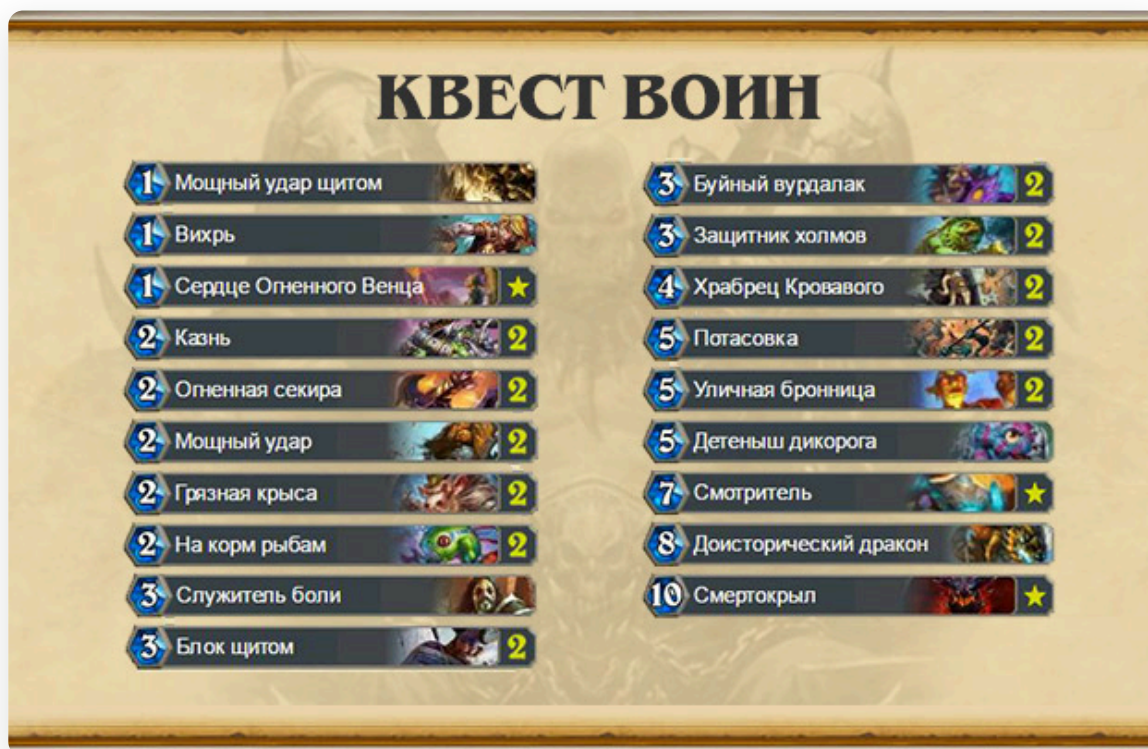 КВЕСТ ВОИН
1 Мощный удар щитом
1 Вихрь
1 Сердце Огненного Венца
2 Казнь 2
2 Огненная секира 2
2 Мощный удар 2
2 Грязная крыса 2
2 На корм рыбам 2
3 Служитель боли
3 Блок щитом 2
3 Буйный вурдалак 2
3 Защитник холмов 2
4 Храбрец Кровавого 2
5 Потасовка 2
5 Уличная бронница 2
5 Детеныш дикорога
7 Смотритель
8 Доисторический дракон
10 Смертокрыл